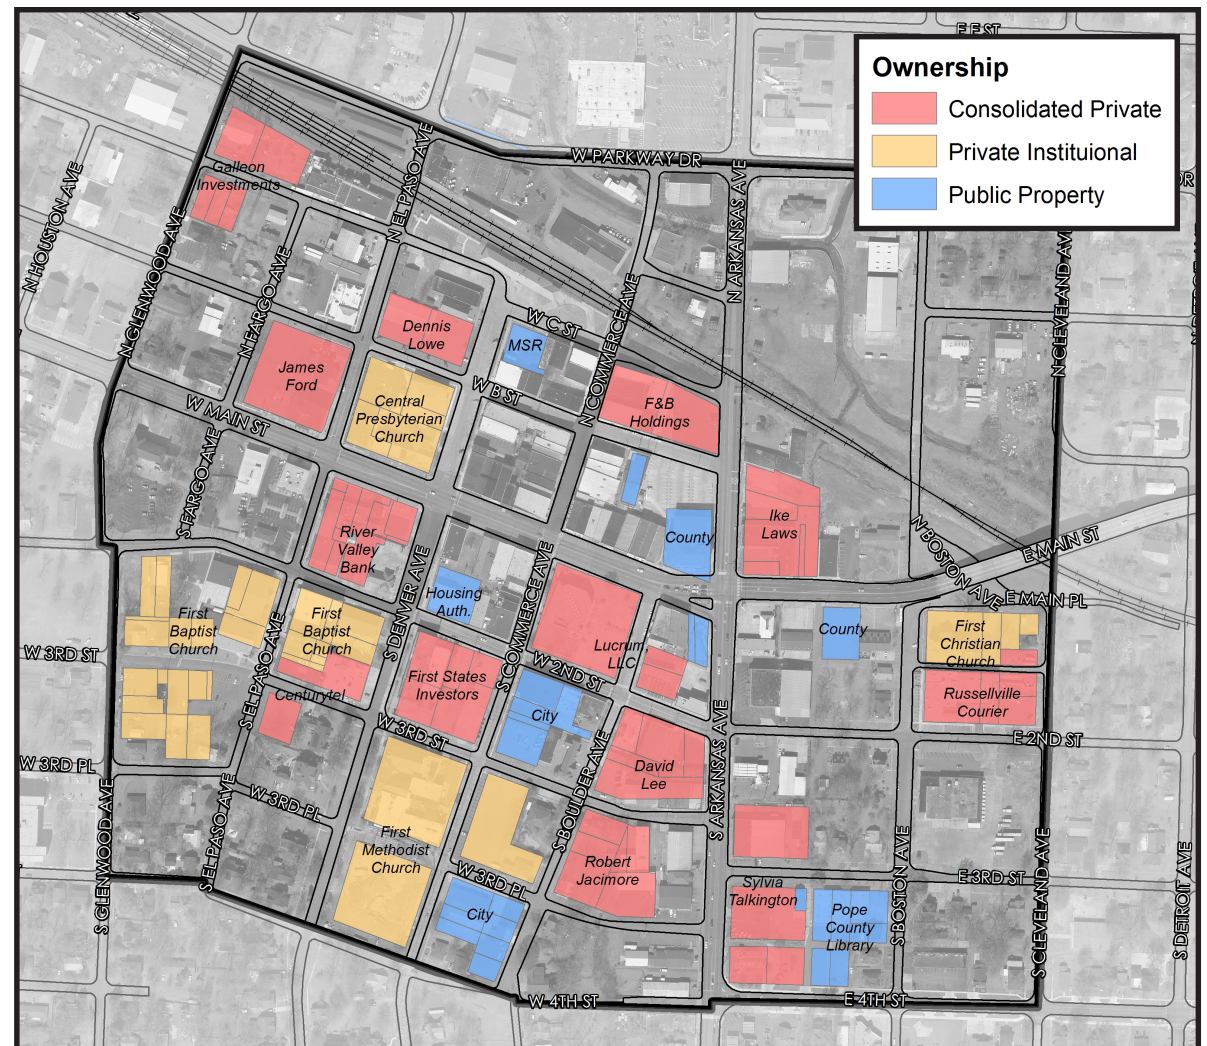 E E ST
Ownership
Consolidated Private
Private Instituional
Public Property
W PARKWAY DR
DR
N HOUSTON AVE
N GLENWOOD AVE
N FARGO AVE
N EL PASO AVE
N COMMERCE AVE
N ARKANSAS AVE
N CLEVELAND AVE
Galleon
Investments
Dennis
Lowe
W C ST
MSR
W B ST
James
Ford
Central
Presbyterian
Church
F&B
Holdings
W MAIN ST
S FARGO AVE
River
Valley
Bank
County
Ike
Laws
N BOSTON AVE
E MAIN ST
E MAIN PL
S DENVER AVE
Housing
Auth.
S COMMERCE AVE
First
Baptist
Church
First
Baptist
Church
S EL PASO AVE
Centurytel
First States
Investors
Lucrum,
LLC
W 2ND ST
County
First
Christian
Church
Russellville
Courier
E 2ND ST
W 3RD ST
W 3RD ST
City
David
Lee
S BOULDER AVE
S ARKANSAS AVE
W 3RD PL
W 3RD PL
S GLENWOOD AVE
S EL PASO AVE
First
Methodist
Church
W 3RD PL
City
Robert
Jacimore
Sylvia
Talkington
Pope
County
Library
S BOSTON AVE
E 3RD ST
S CLEVELAND AVE
S DETROIT AVE
W 4TH ST
E 4TH ST